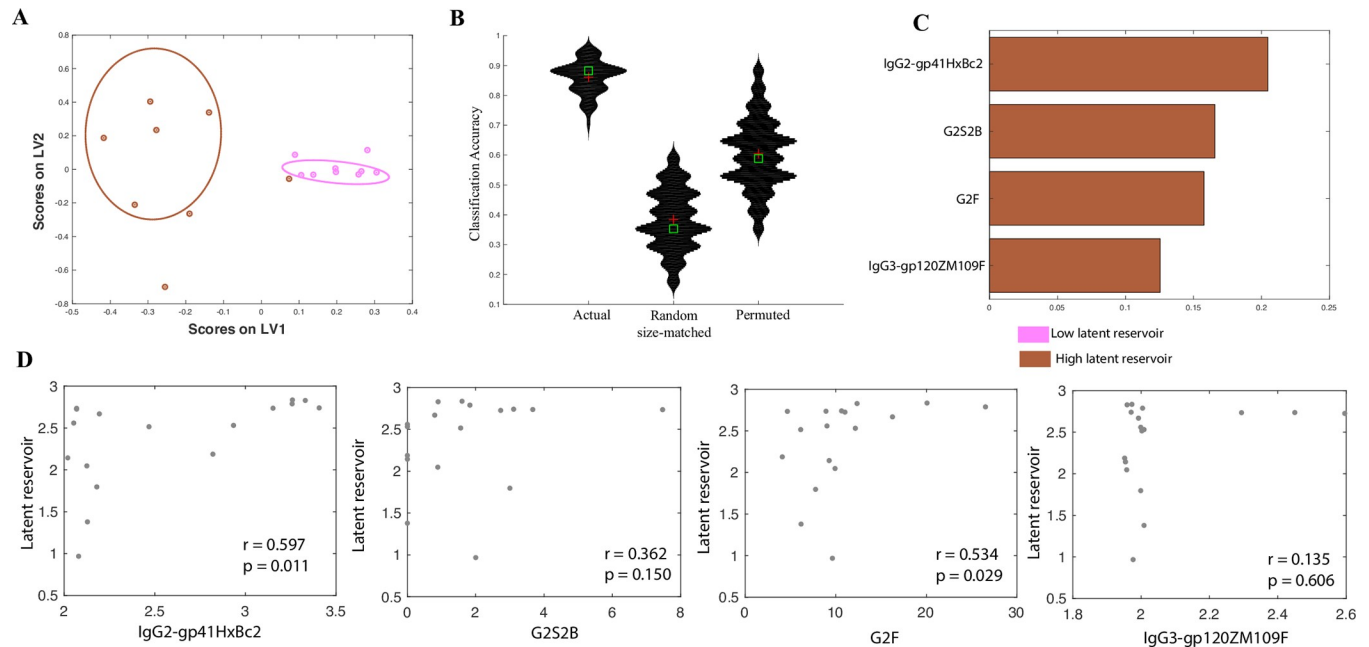 A
Scores on LV2
0.8
0.6
0.4
0.2
0
-0.2
-0.4
-0.6
-0.8
-0.5
-0.4
-0.3
-0.2
-0.1
0
0.1
0.2
0.3
0.4
Scores on LV1
B
Classification Accuracy
1
0.9
0.8
0.7
0.6
0.5
0.4
0.3
0.2
0.1
Actual
Random
size-matched
Permuted
C
IgG2-gp41HxBc2
G2S2B
G2F
IgG3-gp120ZM109F
0
0.05
0.1
0.15
0.2
0.25
Low latent reservoir
High latent reservoir
D
Latent reservoir
3
2.5
2
1.5
1
0.5
r = 0.597
p = 0.011
2
2.5
3
3.5
IgG2-gp41HxBc2
Latent reservoir
3
2.5
2
1.5
1
0.5
r = 0.362
p = 0.150
0
2
4
6
8
G2S2B
Latent reservoir
3
2.5
2
1.5
1
0.5
r = 0.534
p = 0.029
0
10
20
30
G2F
Latent reservoir
3
2.5
2
1.5
1
0.5
r = 0.135
p = 0.606
1.8
2
2.2
2.4
2.6
IgG3-gp120ZM109F